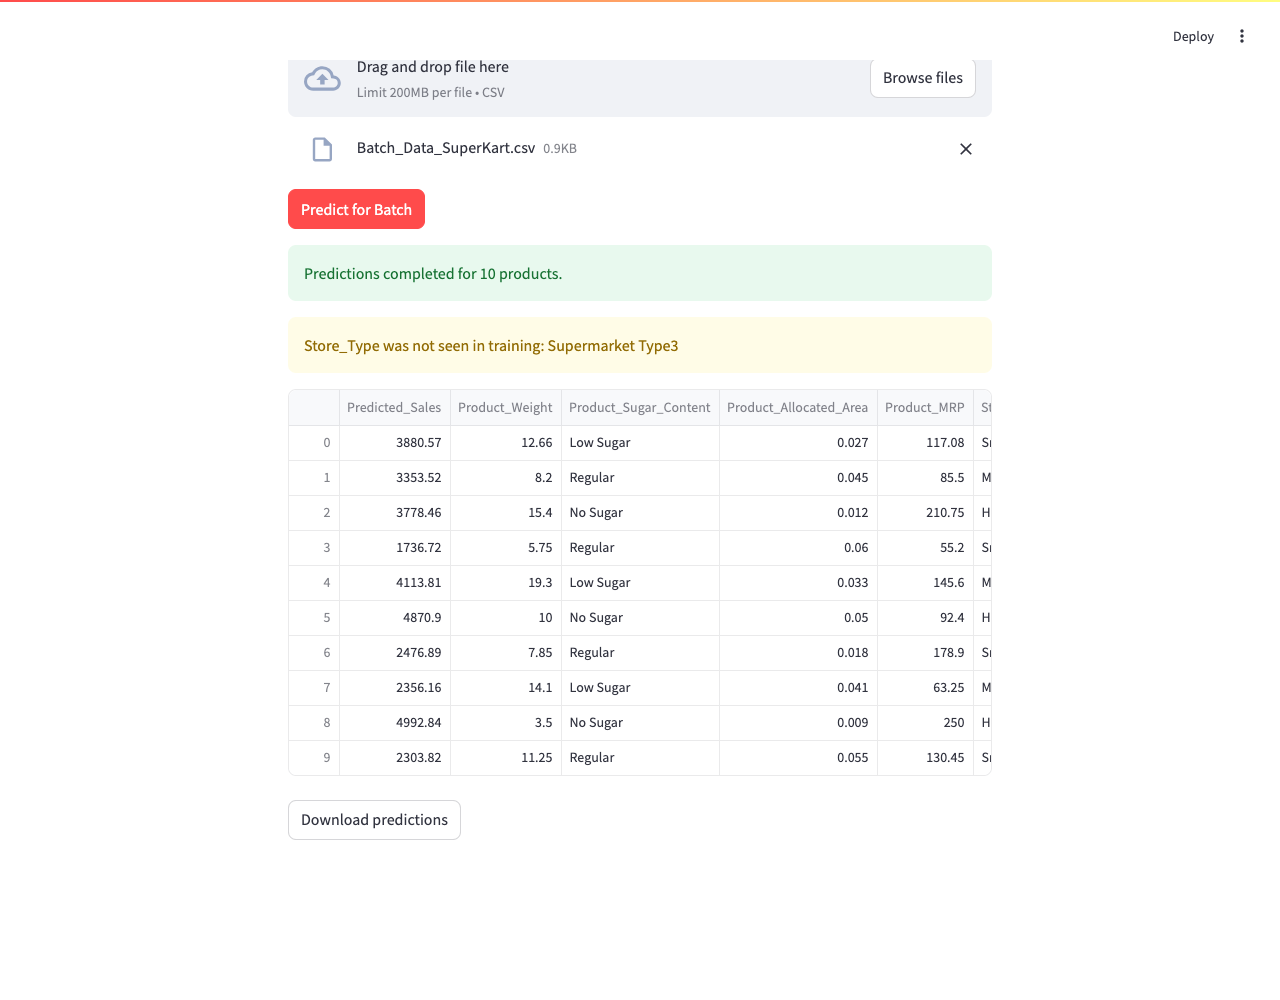 Deploy
Drag and drop file here
Limit 200MB per file • CSV
Browse files
Batch_Data_SuperKart.csv 0.9KB
Predict for Batch
Predictions completed for 10 products.
Store_Type was not seen in training: Supermarket Type3
Predicted_Sales Product_Weight Product_Sugar_Content Product_Allocated_Area Product_MRP St
0 3880.57 12.66 Low Sugar 0.027 117.08
1 3353.52 8.2 Regular 0.045 85.5 M
2 3778.46 15.4 No Sugar 0.012 210.75 H
3 1736.72 5.75 Regular 0.06 55.2
4 4113.81 19.3 Low Sugar 0.033 145.6 M
5 4870.9 10 No Sugar 0.05 92.4 H
6 2476.89 7.85 Regular 0.018 178.9
7 2356.16 14.1 Low Sugar 0.041 63.25 M
8 4992.84 3.5 No Sugar 0.009 250 H
9 2303.82 11.25 Regular 0.055 130.45
Download predictions